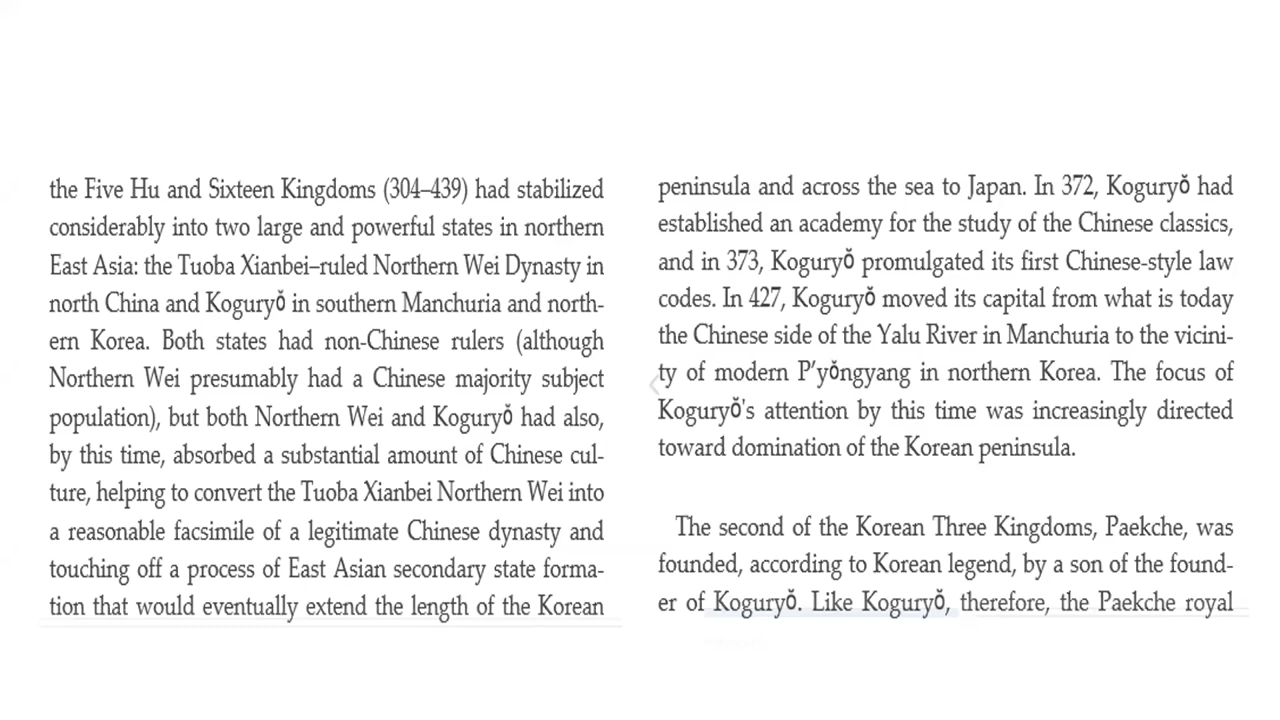 the Five Hu and Sixteen Kingdoms (304–439) had stabilized
considerably into two large and powerful states in northern
East Asia: the Tuoba Xianbei–ruled Northern Wei Dynasty in
north China and Koguryŏ in southern Manchuria and north-
ern Korea. Both states had non-Chinese rulers (although
Northern Wei presumably had a Chinese majority subject
population), but both Northern Wei and Koguryŏ had also,
by this time, absorbed a substantial amount of Chinese cul-
ture, helping to convert the Tuoba Xianbei Northern Wei into
a reasonable facsimile of a legitimate Chinese dynasty and
touching off a process of East Asian secondary state forma-
tion that would eventually extend the length of the Korean
peninsula and across the sea to Japan. In 372, Koguryŏ had
established an academy for the study of the Chinese classics,
and in 373, Koguryŏ promulgated its first Chinese-style law
codes. In 427, Koguryŏ moved its capital from what is today
the Chinese side of the Yalu River in Manchuria to the vicini-
ty of modern P'yŏngyang in northern Korea. The focus of
Koguryŏ's attention by this time was increasingly directed
toward domination of the Korean peninsula.
The second of the Korean Three Kingdoms, Paekche, was
founded, according to Korean legend, by a son of the found-
er of Koguryŏ. Like Koguryŏ, therefore, the Paekche royal